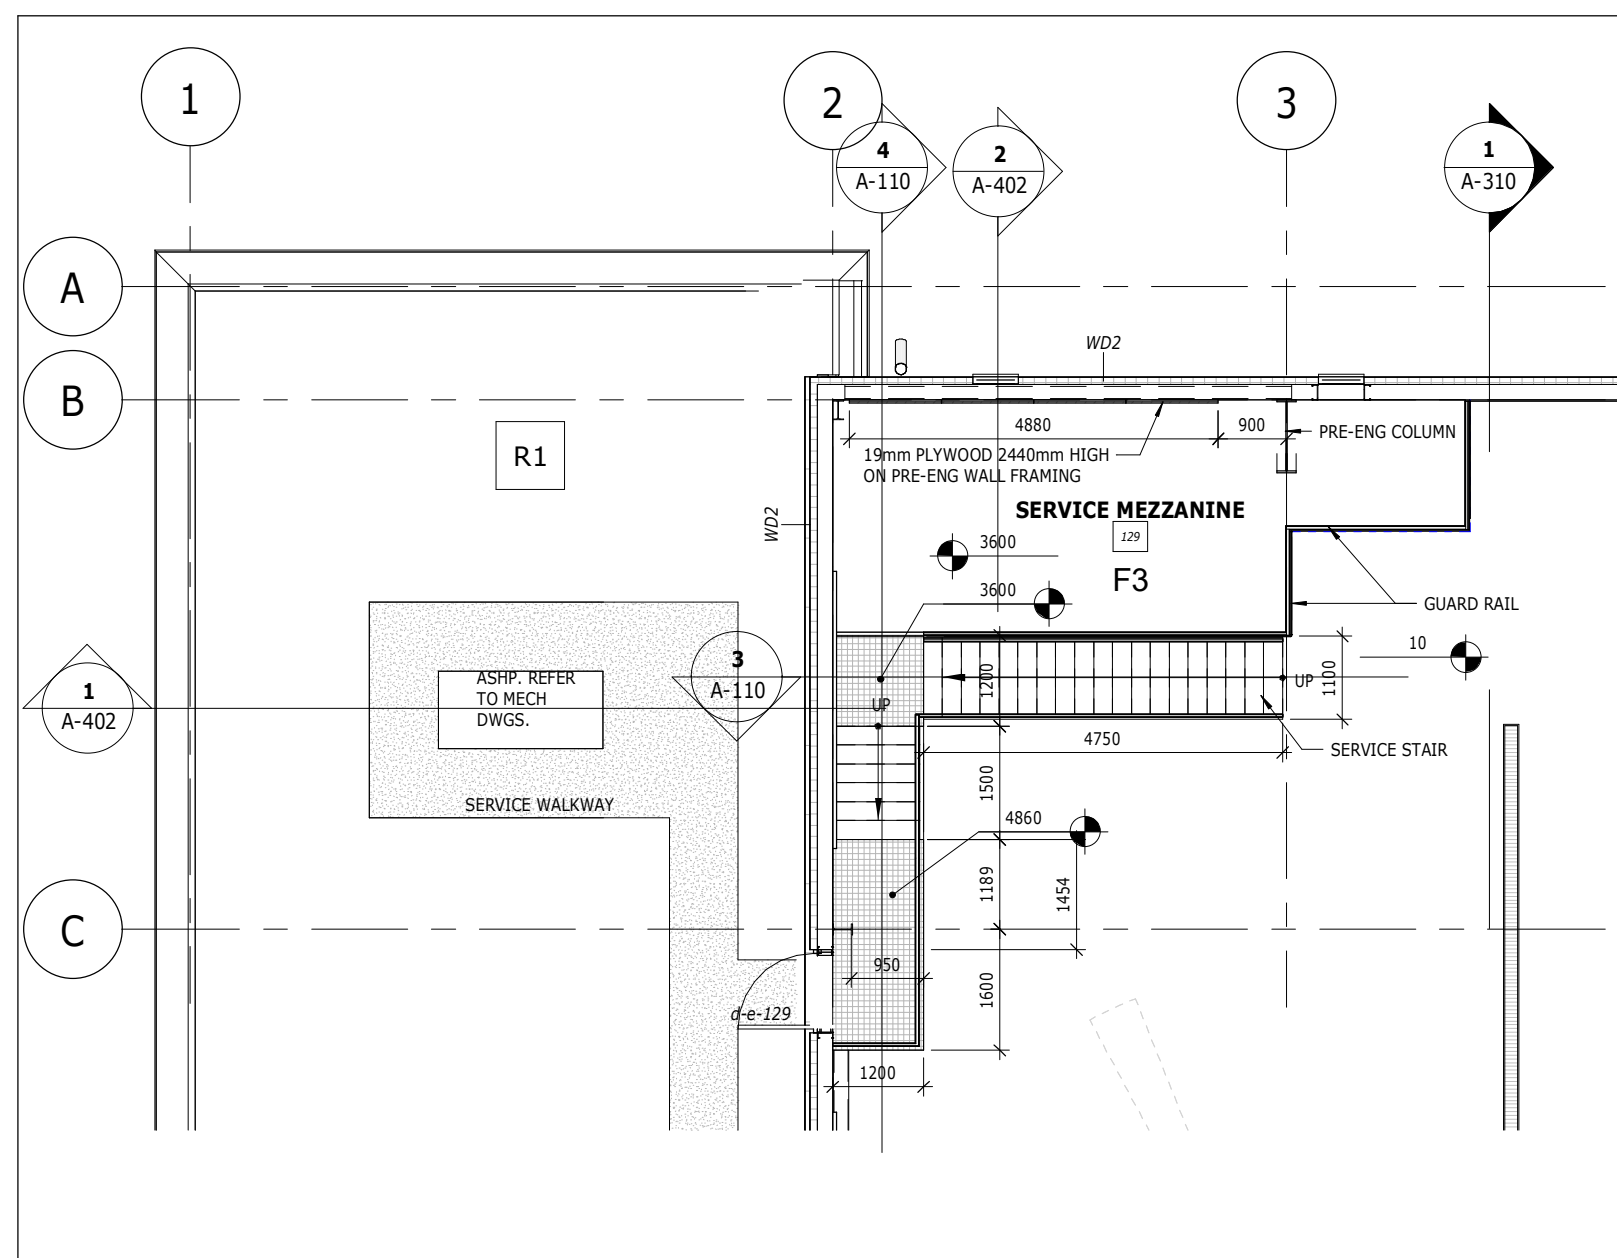 1
2
3
4
A-110
2
A-402
1
A-310
A
WD2
B
4880
900
PRE-ENG COLUMN
R1
19mm PLYWOOD 2440mm HIGH
ON PRE-ENG WALL FRAMING
SERVICE MEZZANINE
WD2
129
3600
F3
3600
GUARD RAIL
10
3
A-110
ASHP. REFER
TO MECH
DWGS.
1
A-402
UP
1200
UP
1100
4750
SERVICE STAIR
1500
SERVICE WALKWAY
4860
1189
1454
C
950
1600
d-e-129
1200